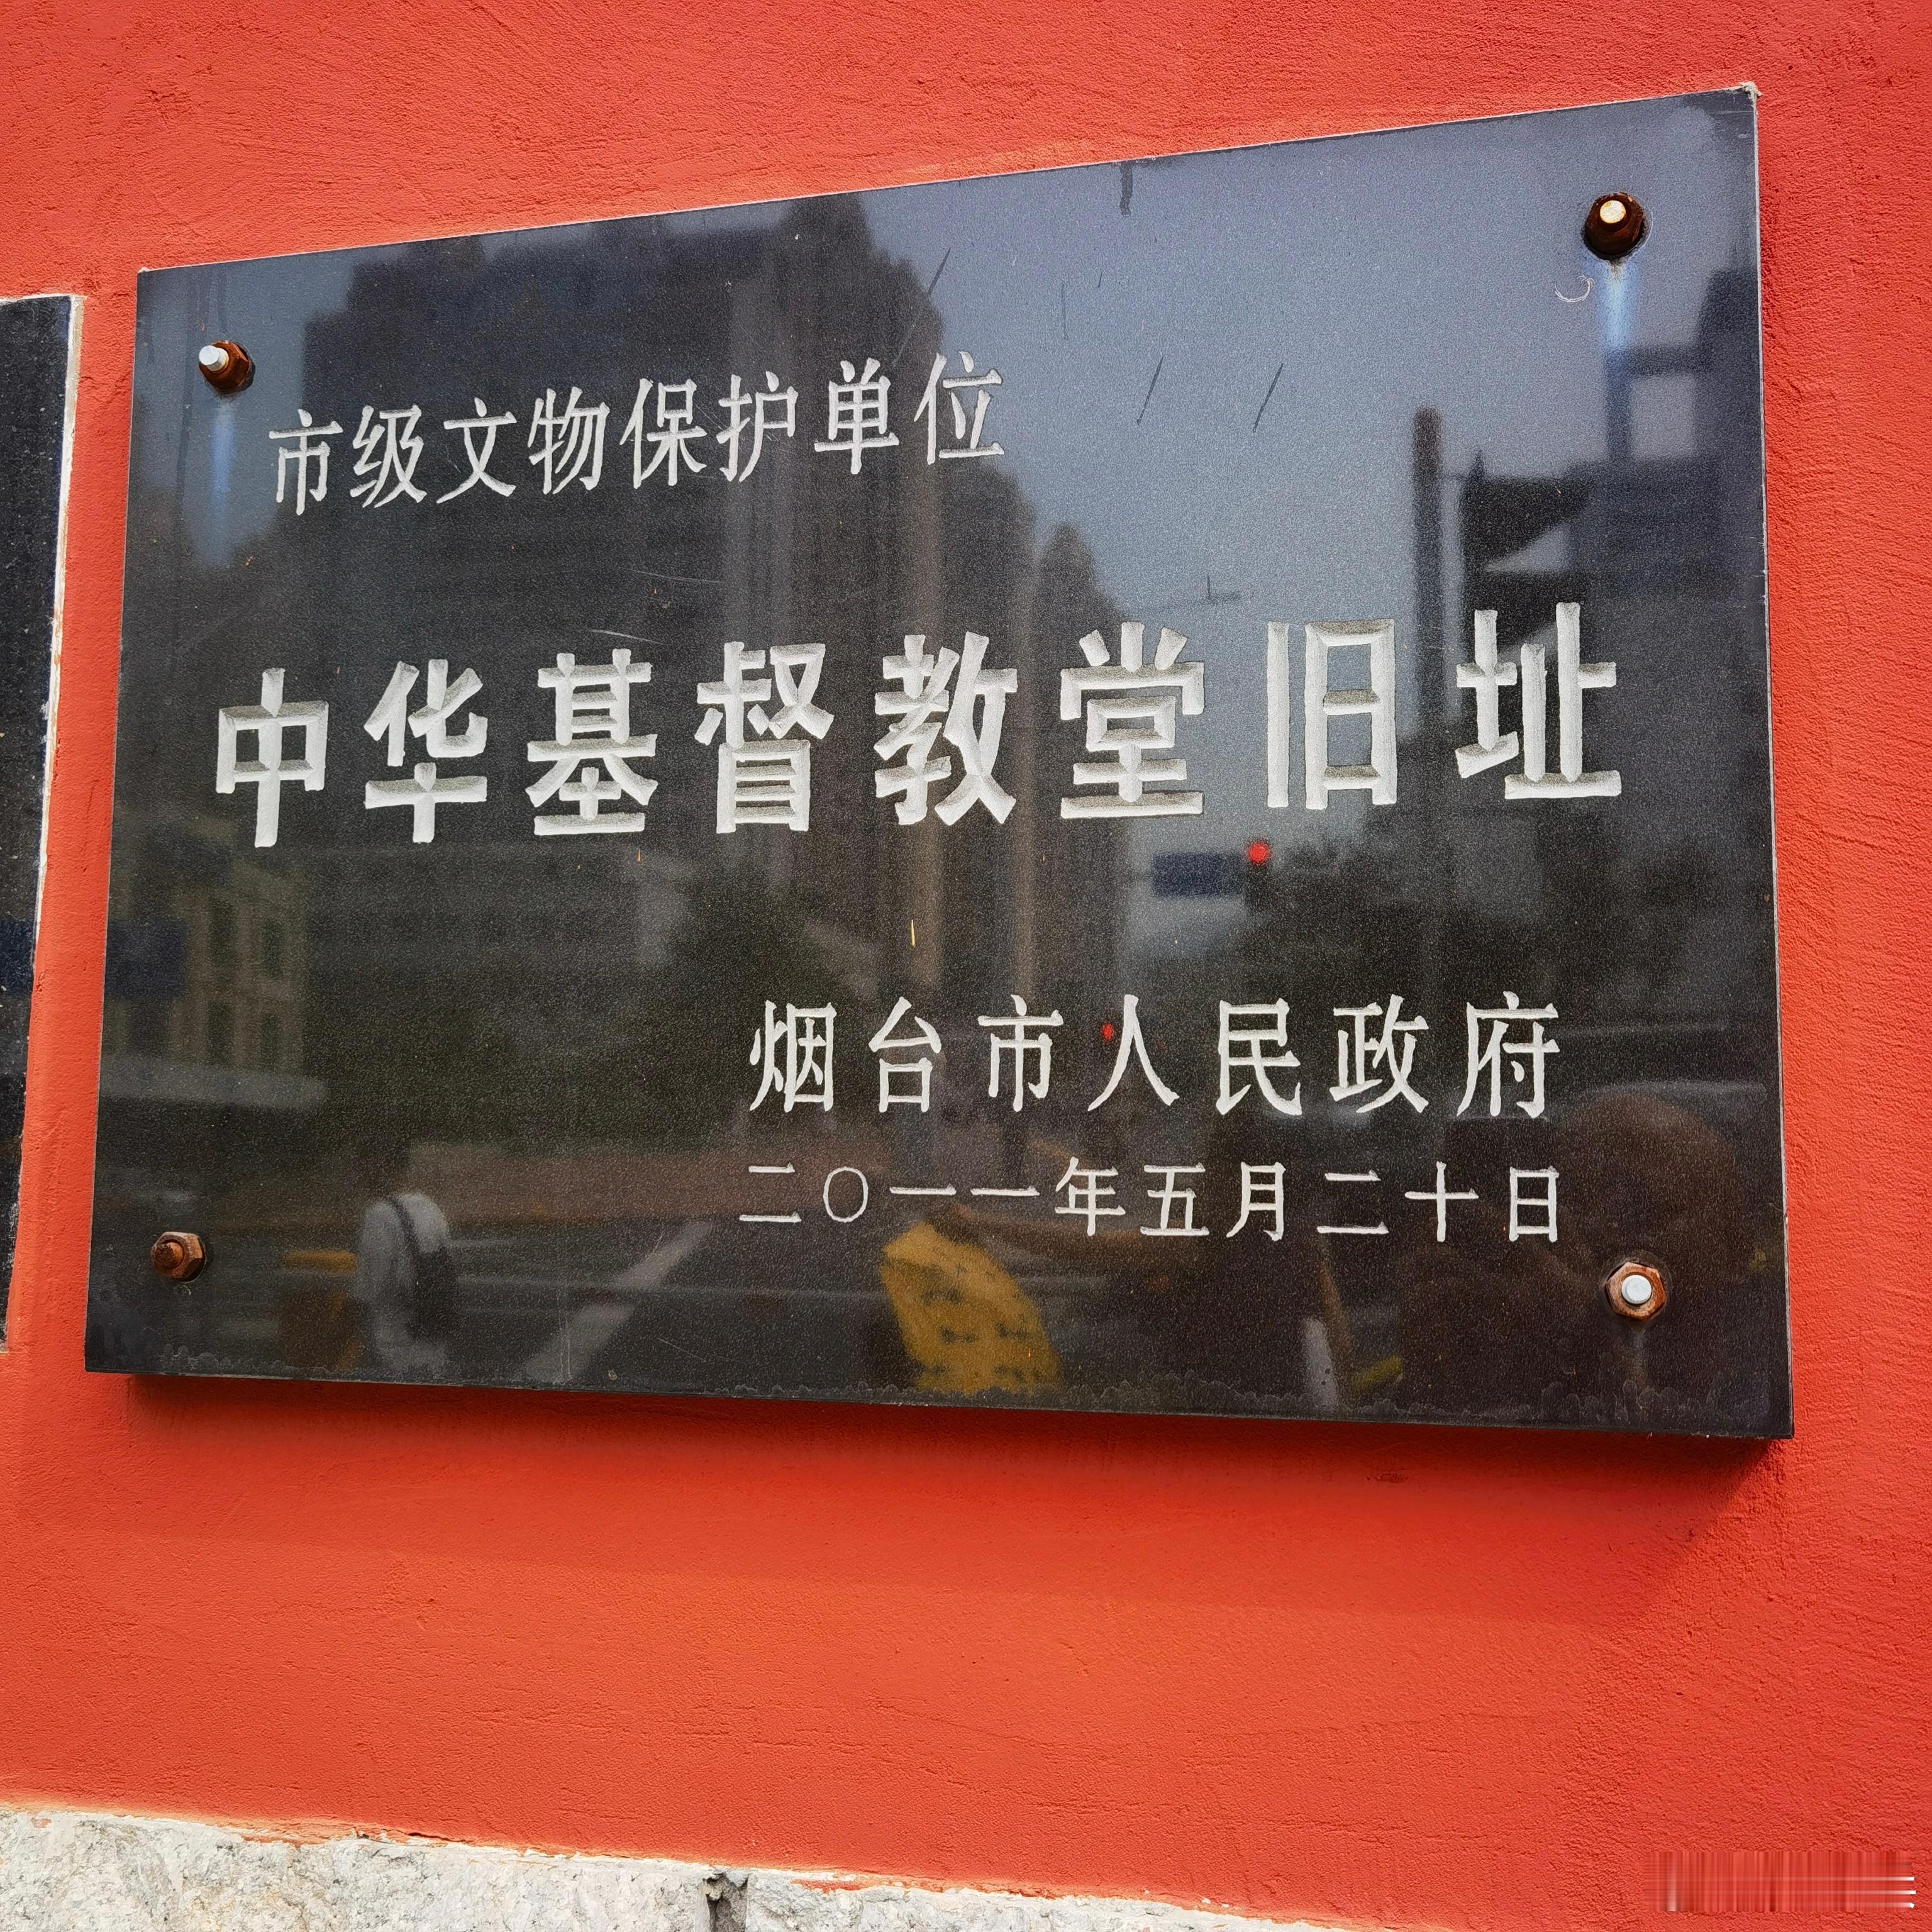 市级文物保护单位
中华基督教堂旧址
烟台市人民政府
二〇一一年五月二十日